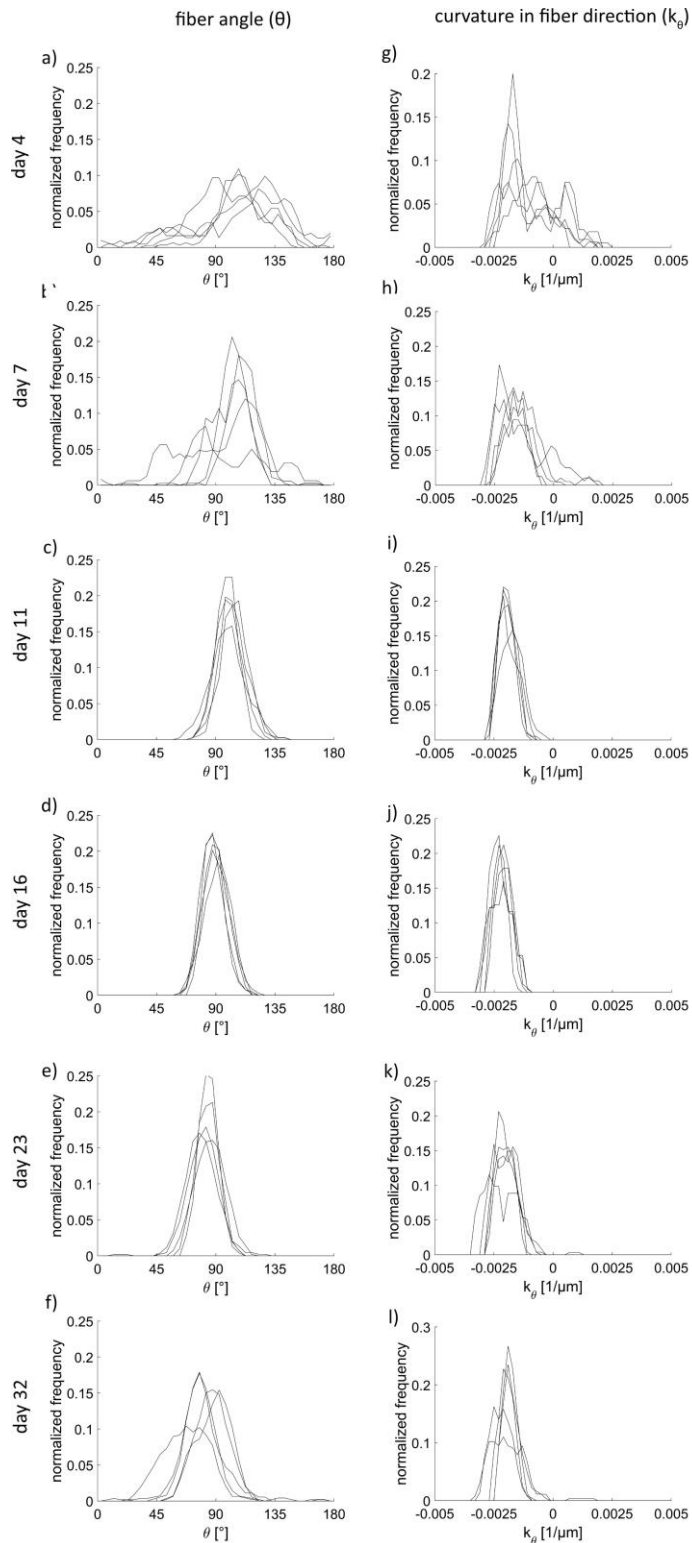 fiber angle (θ)
curvature in fiber direction (kθ)
day 4
a)
normalized frequency
0.25
0.2
0.15
0.1
0.05
0
0 45 90 135 180
θ [°]
g)
normalized frequency
0.2
0.15
0.1
0.05
0
-0.005 -0.0025 0 0.0025 0.005
kθ [1/µm]
day 7
normalized frequency
0.25
0.2
0.15
0.1
0.05
0
0 45 90 135 180
θ [°]
h)
normalized frequency
0.2
0.15
0.1
0.05
0
-0.005 -0.0025 0 0.0025 0.005
kθ [1/µm]
day 11
c)
normalized frequency
0.25
0.2
0.15
0.1
0.05
0
0 45 90 135 180
θ [°]
i)
normalized frequency
0.25
0.2
0.15
0.1
0.05
0
-0.005 -0.0025 0 0.0025 0.005
kθ [1/µm]
day 16
d)
normalized frequency
0.25
0.2
0.15
0.1
0.05
0
0 45 90 135 180
θ [°]
j)
normalized frequency
0.25
0.2
0.15
0.1
0.05
0
-0.005 -0.0025 0 0.0025 0.005
kθ [1/µm]
day 23
e)
normalized frequency
0.25
0.2
0.15
0.1
0.05
0
0 45 90 135 180
θ [°]
k)
normalized frequency
0.25
0.2
0.15
0.1
0.05
0
-0.005 -0.0025 0 0.0025 0.005
kθ [1/µm]
day 32
f)
normalized frequency
0.25
0.2
0.15
0.1
0.05
0
0 45 90 135 180
θ [°]
l)
normalized frequency
0.3
0.2
0.1
0
-0.005 -0.0025 0 0.0025 0.005
kθ [1/µm]